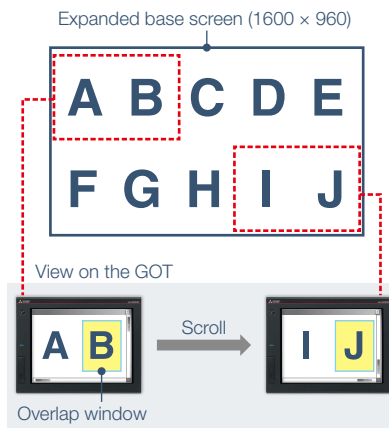 Expanded base screen (1600 × 960)
A B C D E
F G H I J
View on the GOT
A B
Scroll
I J
Overlap window